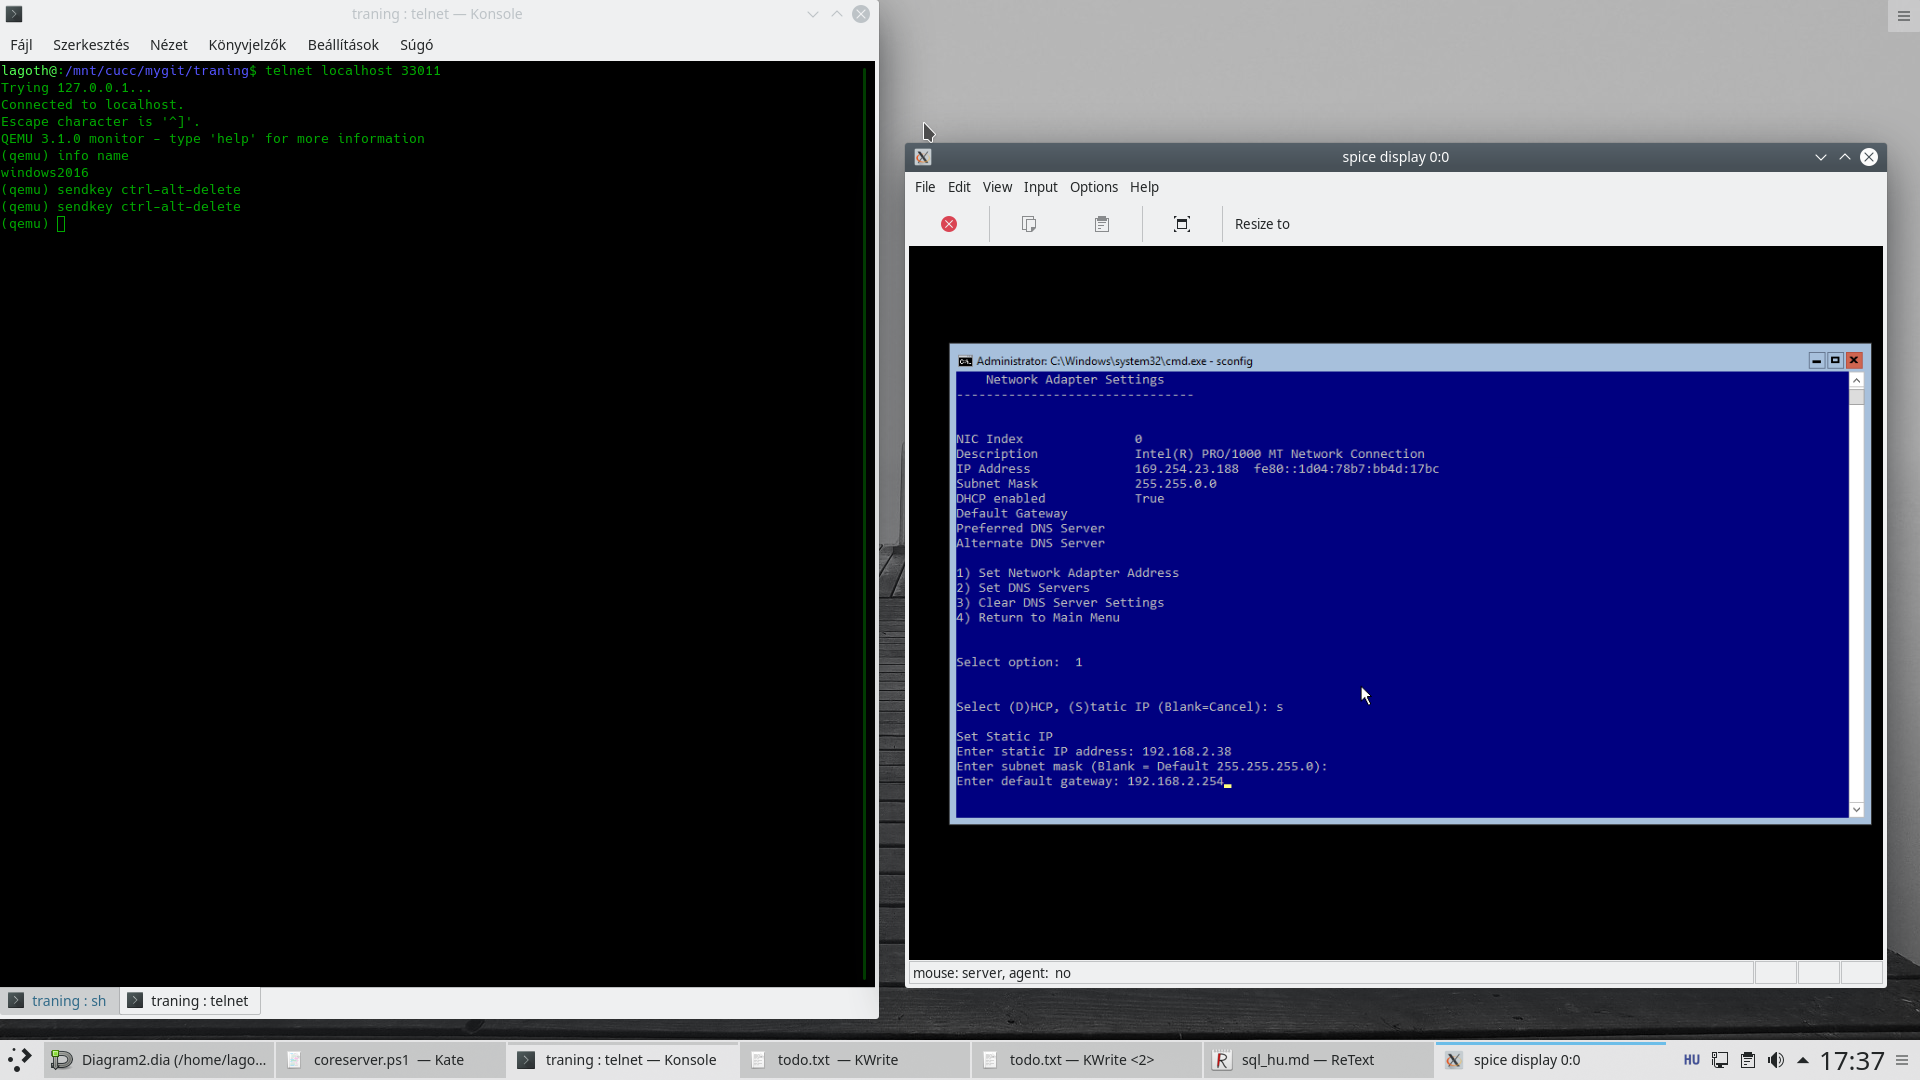 traning : telnet — Konsole
Fájl Szerkesztés Nézet Könyvjelzők Beállítások Súgó
lagoth@:/mnt/cucc/mygit/traning$ telnet localhost 33011
Trying 127.0.0.1...
Connected to localhost.
Escape character is '^]'.
QEMU 3.1.0 monitor - type 'help' for more information
(qemu) info name
windows2016
(qemu) sendkey ctrl-alt-delete
(qemu) sendkey ctrl-alt-delete
(qemu)
traning : sh traning : telnet
spice display 0:0
File Edit View Input Options Help
Resize to
Administrator: C:\Windows\system32\cmd.exe - sconfig
Network Adapter Settings
--------------------------------
NIC Index 0
Description Intel(R) PRO/1000 MT Network Connection
IP Address 169.254.23.188 fe80::1d04:78b7:bb4d:17bc
Subnet Mask 255.255.0.0
DHCP enabled True
Default Gateway
Preferred DNS Server
Alternate DNS Server
1) Set Network Adapter Address
2) Set DNS Servers
3) Clear DNS Server Settings
4) Return to Main Menu
Select option: 1
Select (D)HCP, (S)tatic IP (Blank=Cancel): s
Set Static IP
Enter static IP address: 192.168.2.38
Enter subnet mask (Blank = Default 255.255.255.0):
Enter default gateway: 192.168.2.254
mouse: server, agent: no
Diagram2.dia (/home/lago... coreserver.ps1 — Kate traning : telnet — Konsole todo.txt — KWrite todo.txt — KWrite <2> sql_hu.md — ReText spice display 0:0 HU 17:37